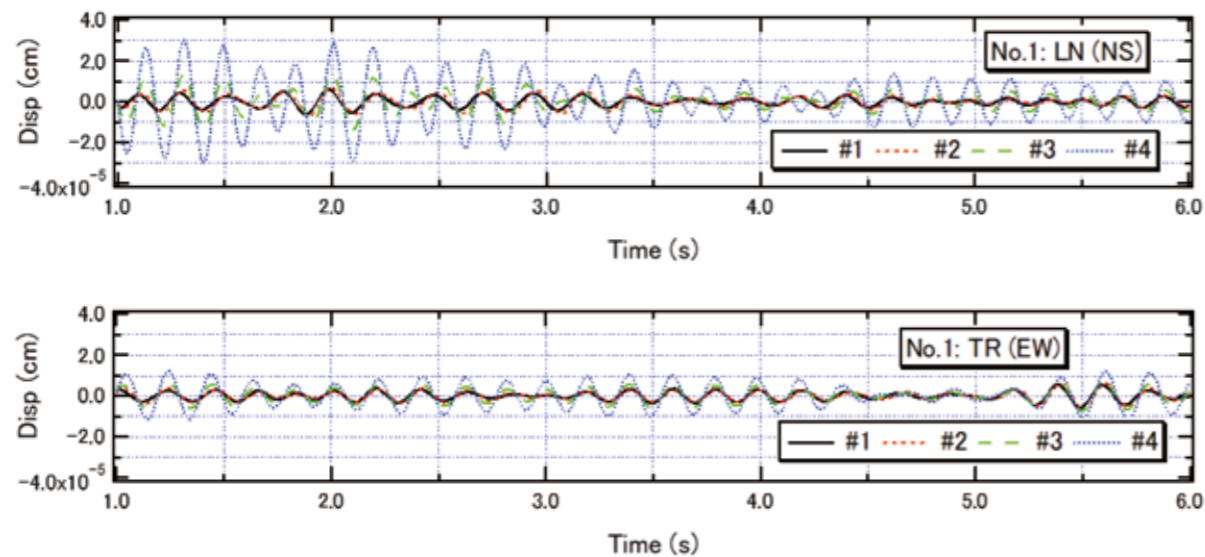 4.0
2.0
0.0
-2.0
-4.0x10-5
Disp (cm)
No.1: LN (NS)
#1 #2 #3 #4
1.0 2.0 3.0 4.0 5.0 6.0
Time (s)
4.0
2.0
0.0
-2.0
-4.0x10-5
Disp (cm)
No.1: TR (EW)
#1 #2 #3 #4
1.0 2.0 3.0 4.0 5.0 6.0
Time (s)